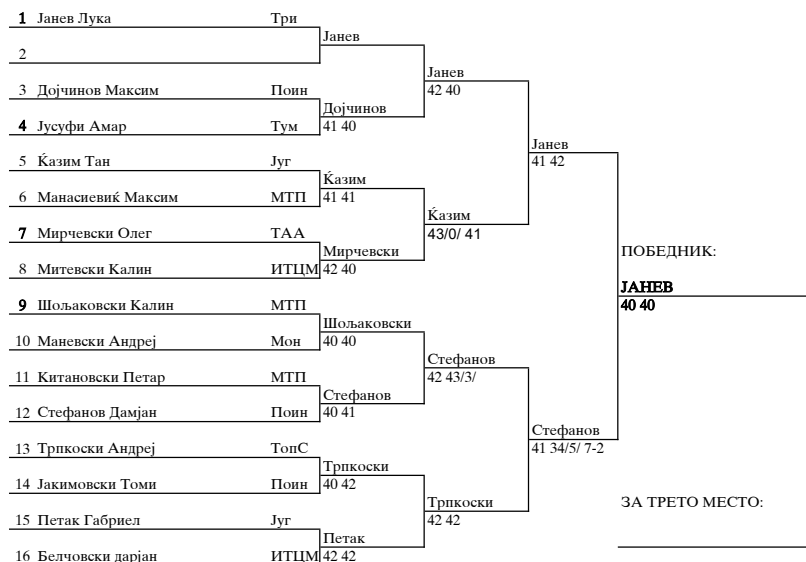 1 Јанев Лука Три
Јанев
2
Јанев
42 40
3 Дојчинов Максим Поин
Дојчинов
41 40
4 Јусуфи Амар Тум
Јанев
41 42
5 Ќазим Тан Југ
Ќазим
41 41
6 Манасиевиќ Максим МТП
Ќазим
43/0/ 41
7 Мирчевски Олег ТАА
Мирчевски
42 40
8 Митевски Калин ИТЦМ
ПОБЕДНИК:
ЈАНЕВ
40 40
9 Шољаковски Калин МТП
Шољаковски
40 40
10 Маневски Андреј Мон
Стефанов
42 43/3/
11 Китановски Петар МТП
Стефанов
40 41
12 Стефанов Дамјан Поин
Стефанов
41 34/5/ 7-2
13 Трпкоски Андреј ТопС
Трпкоски
40 42
14 Јакимовски Томи Поин
Трпкоски
42 42
15 Петак Габриел Југ
Петак
42 42
16 Белчовски дарјан ИТЦМ
ЗА ТРЕТО МЕСТО: